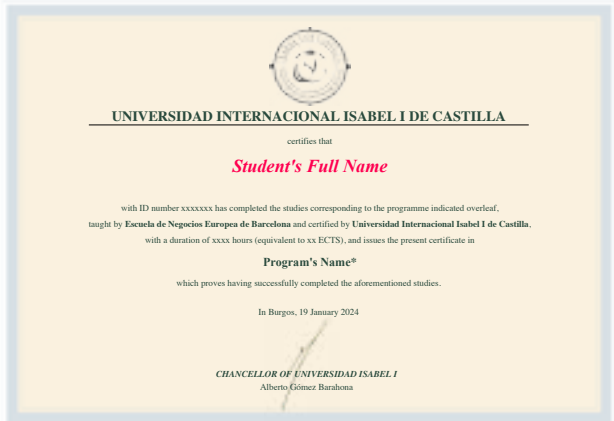 UNIVERSIDAD INTERNACIONAL ISABEL I DE CASTILLA
certifies that
Student's Full Name
with ID number xxxxxxx has completed the studies corresponding to the programme indicated overleaf,
taught by Escuela de Negocios Europea de Barcelona and certified by Universidad Internacional Isabel I de Castilla,
with a duration of xxxx hours (equivalent to xx ECTS), and issues the present certificate in
Program's Name*
which proves having successfully completed the aforementioned studies.
In Burgos, 19 January 2024
CHANCELLOR OF UNIVERSIDAD ISABEL I
Alberto Gómez Barahona